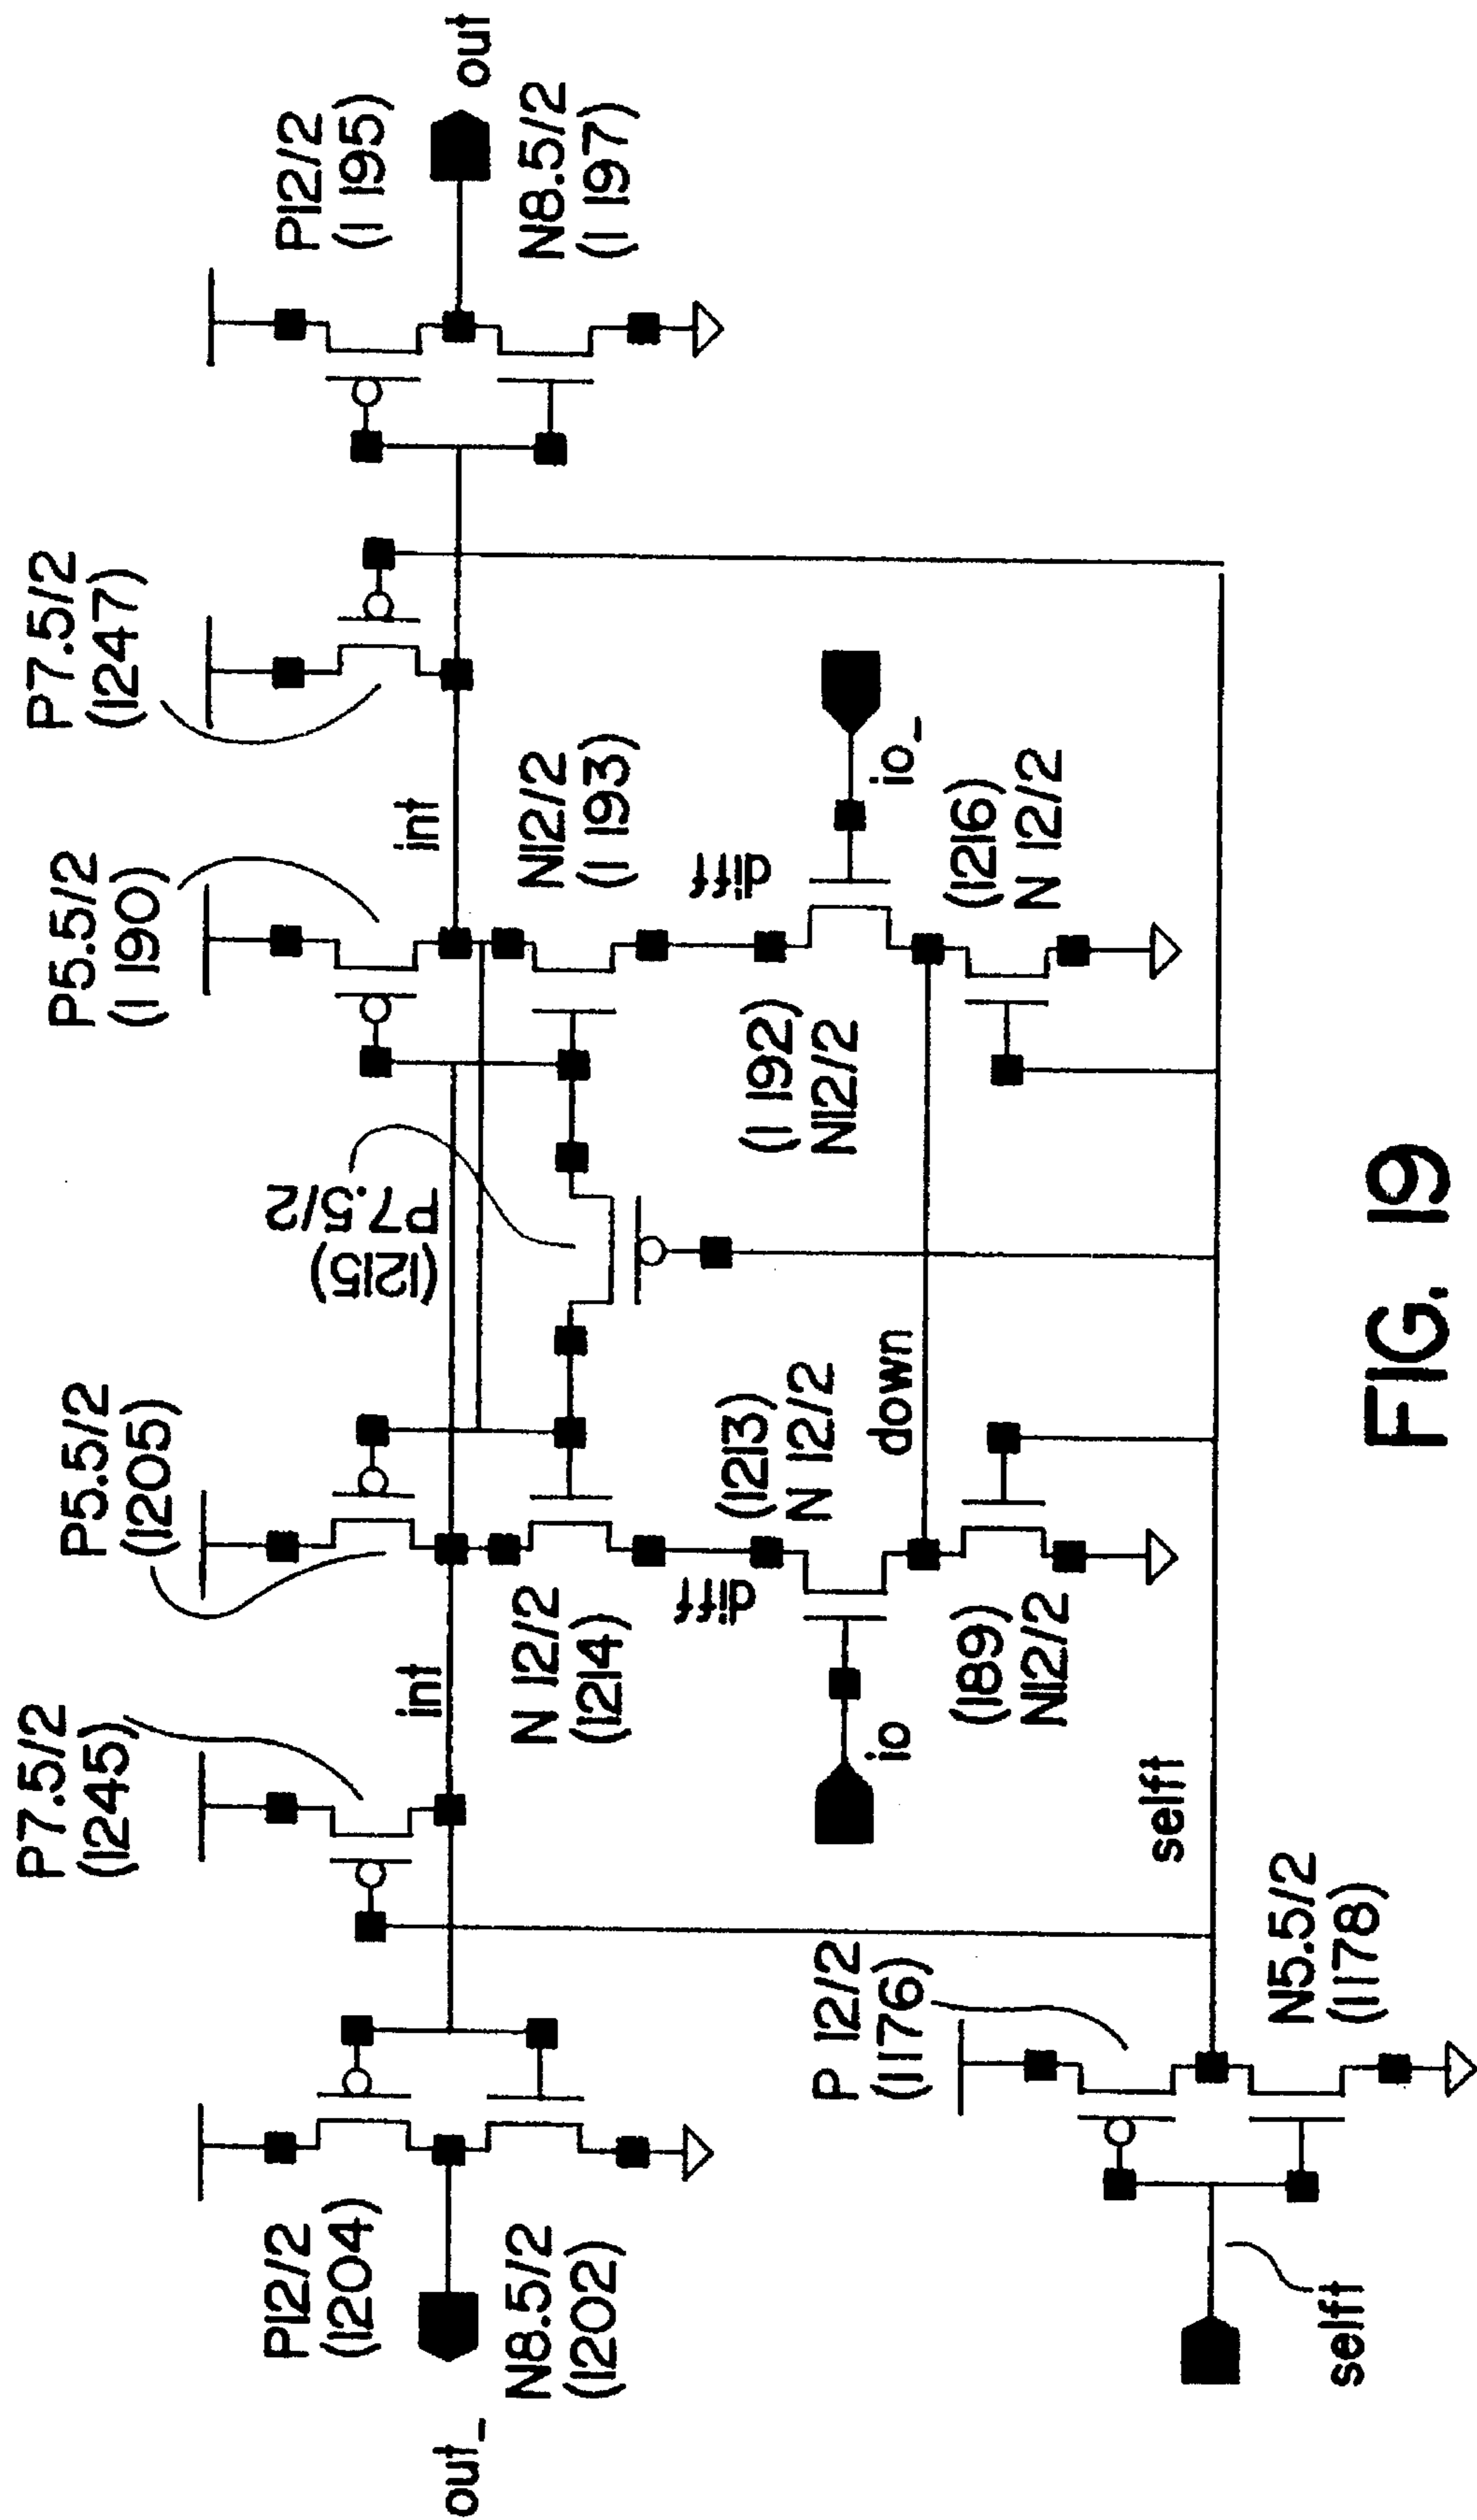 P12/2
(1195)
out
N8.5/2
(1197)
P7.5/2
(1247)
P5.5/2
(1190)
int
N12/2
(1193)
diff
io_
(1192)
N12/2
(1216)
N 12/2
P7.5/2
(1215)
P5.5/2
(1205)
P7.5/2
(1245)
int
N 12/2
(1214)
diff
(1213)
N 12/2
down
io
(189)
N12/2
selft
P12/2
(1204)
out_
N8.5/2
(1202)
P 12/2
(1176)
N5.5/2
(1178)
selft
FIG. 19